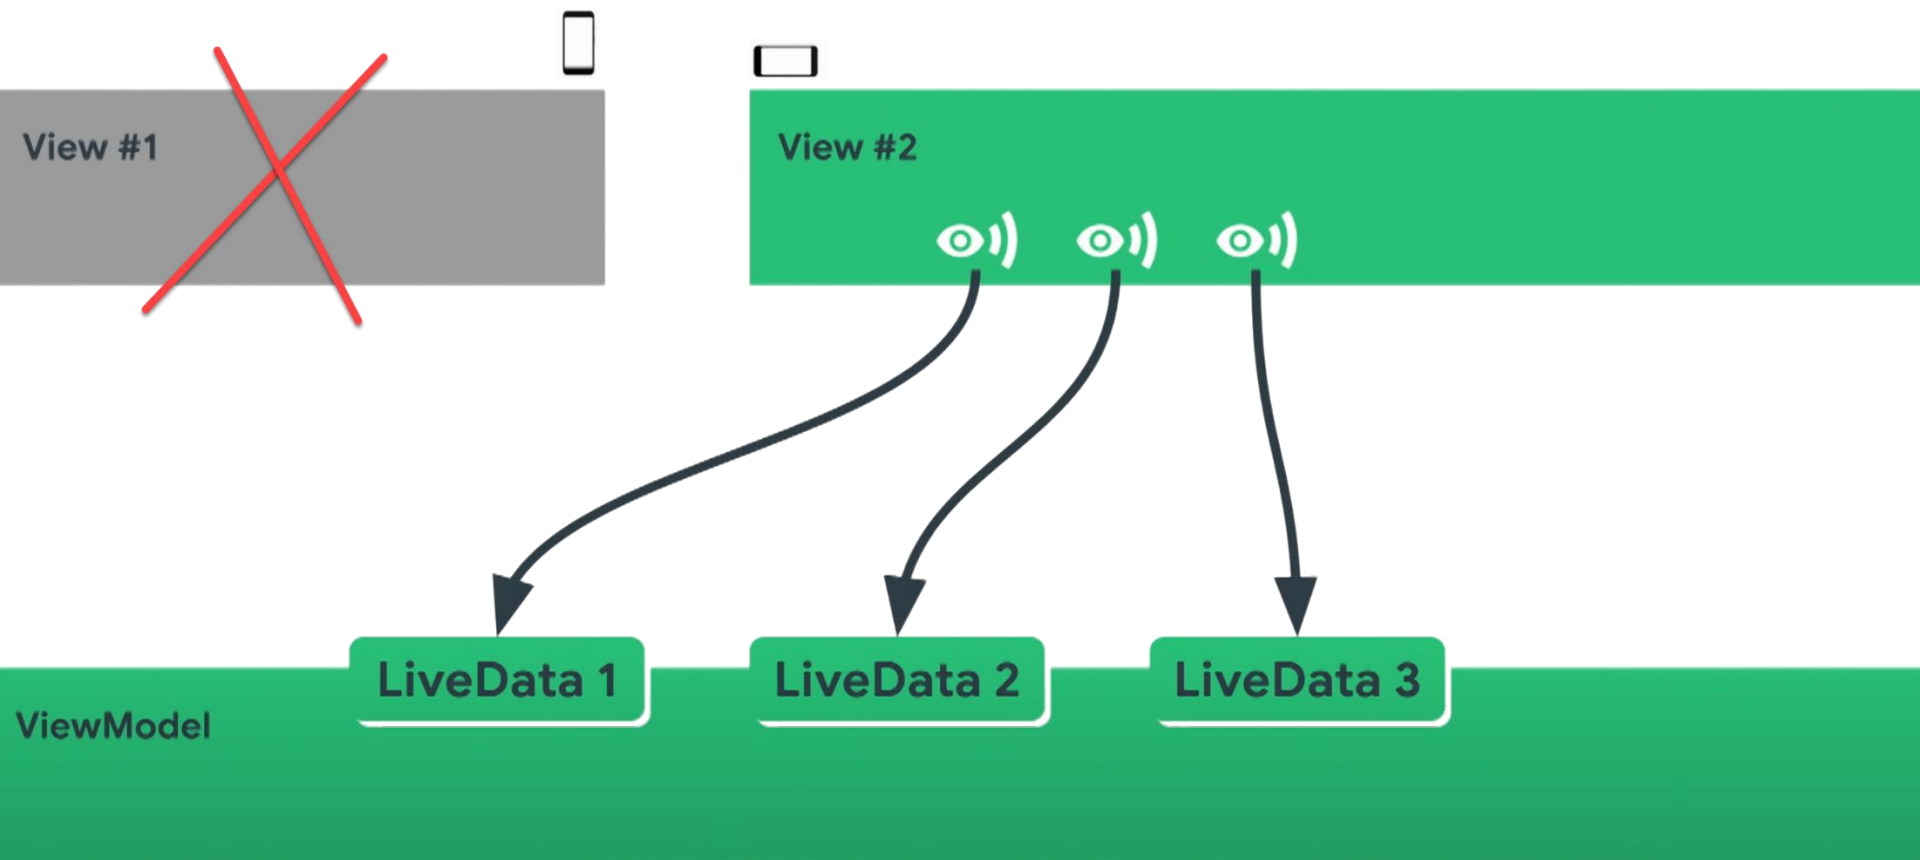 View #1
View #2
LiveData 1
LiveData 2
LiveData 3
ViewModel